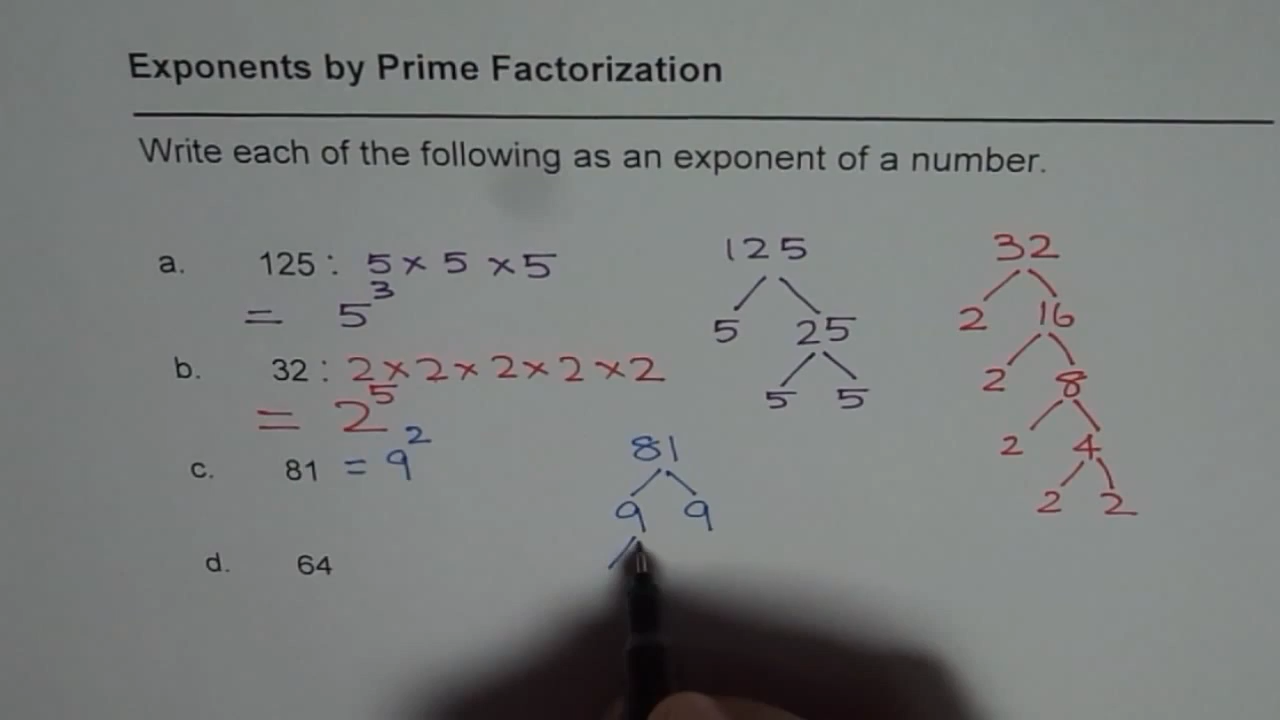 Exponents by Prime Factorization
Write each of the following as an exponent of a number.
a. 125 : 5 × 5 × 5
= 5³
b. 32 : 2 × 2 × 2 × 2 × 2
= 2⁵
c. 81 = 9²
d. 64
125
5 25
5 5
32
2 16
2 8
2 4
2 2
81
9 9